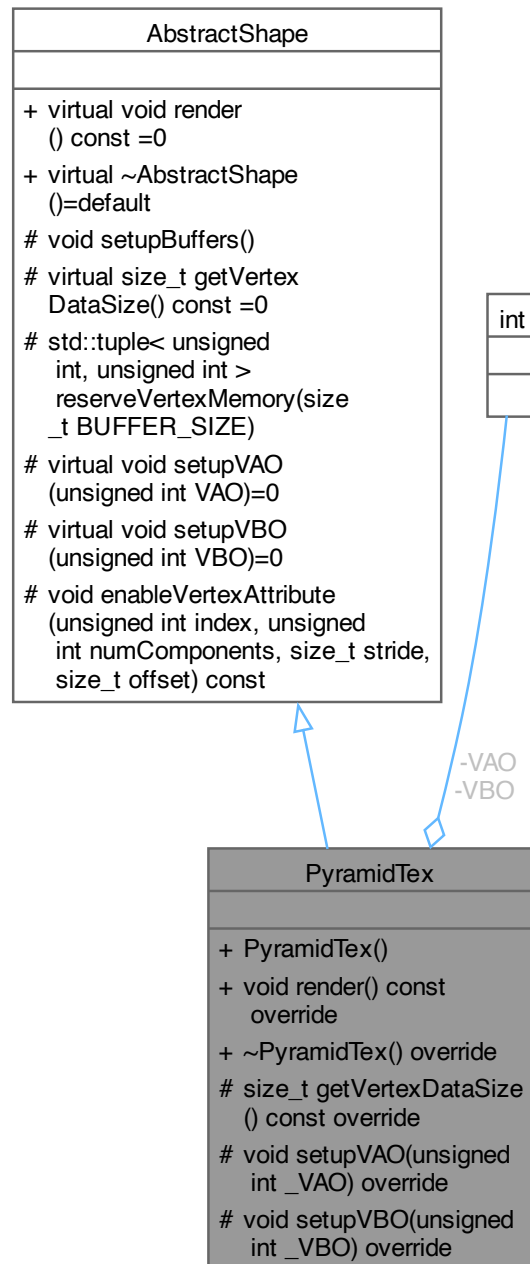 AbstractShape
+ virtual void render
() const =0
+ virtual ~AbstractShape
()=default
# void setupBuffers()
# virtual size_t getVertex
DataSize() const =0
# std::tuple< unsigned
int, unsigned int >
reserveVertexMemory(size
_t BUFFER_SIZE)
# virtual void setupVAO
(unsigned int VAO)=0
# virtual void setupVBO
(unsigned int VBO)=0
# void enableVertexAttribute
(unsigned int index, unsigned
int numComponents, size_t stride,
size_t offset) const
int
-VAO
-VBO
PyramidTex
+ PyramidTex()
+ void render() const
override
+ ~PyramidTex() override
# size_t getVertexDataSize
() const override
# void setupVAO(unsigned
int _VAO) override
# void setupVBO(unsigned
int _VBO) override